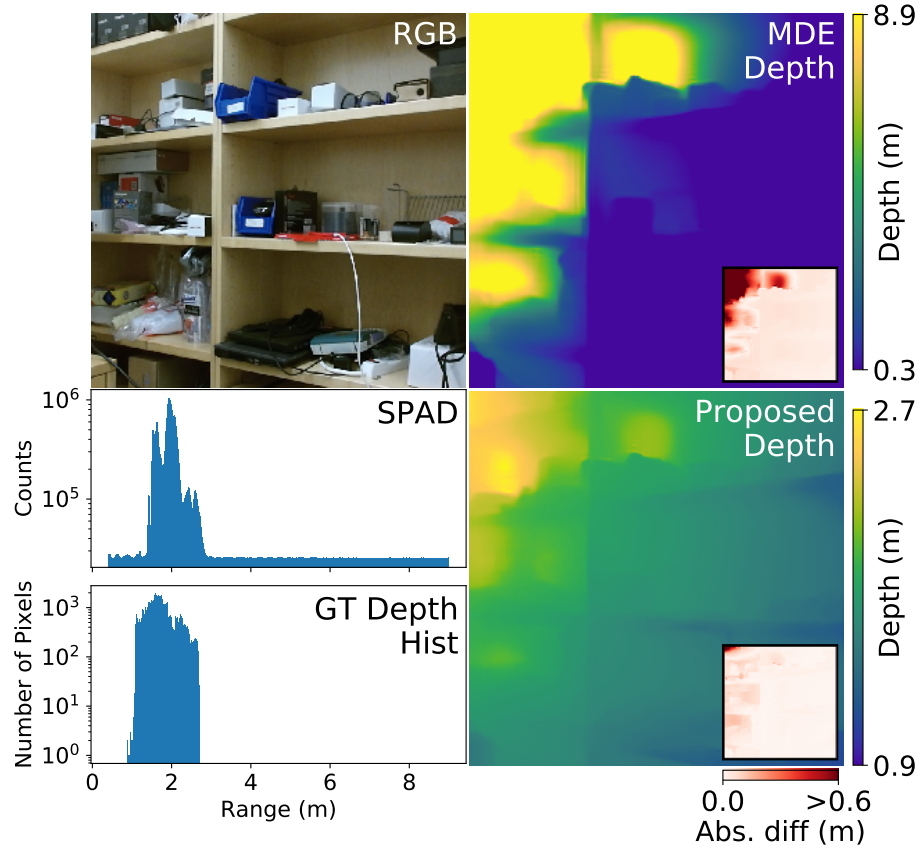 RGB
MDE
Depth
8.9
Depth (m)
0.3
10^6
10^5
Counts
SPAD
Proposed
Depth
2.7
Depth (m)
0.9
10^3
10^2
10^1
10^0
Number of Pixels
GT Depth
Hist
0 2 4 6 8
Range (m)
0.0 >0.6
Abs. diff (m)